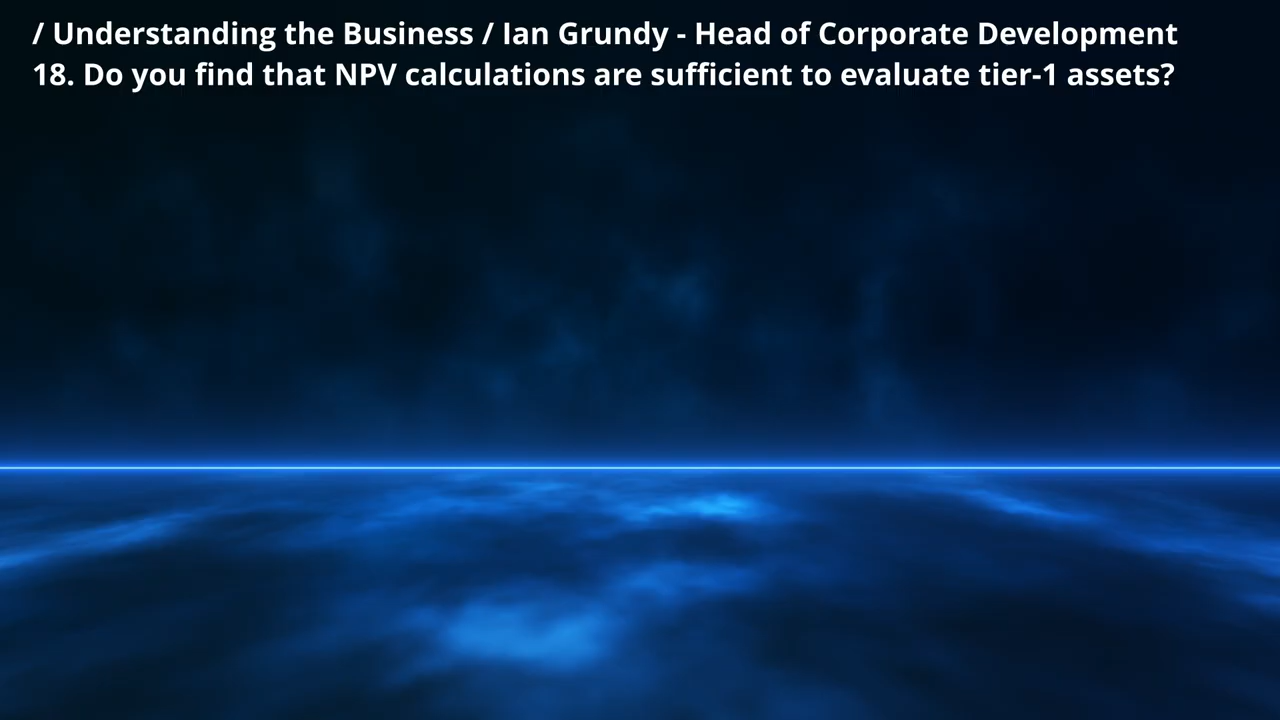 / Understanding the Business / Ian Grundy - Head of Corporate Development
18. Do you find that NPV calculations are sufficient to evaluate tier-1 assets?